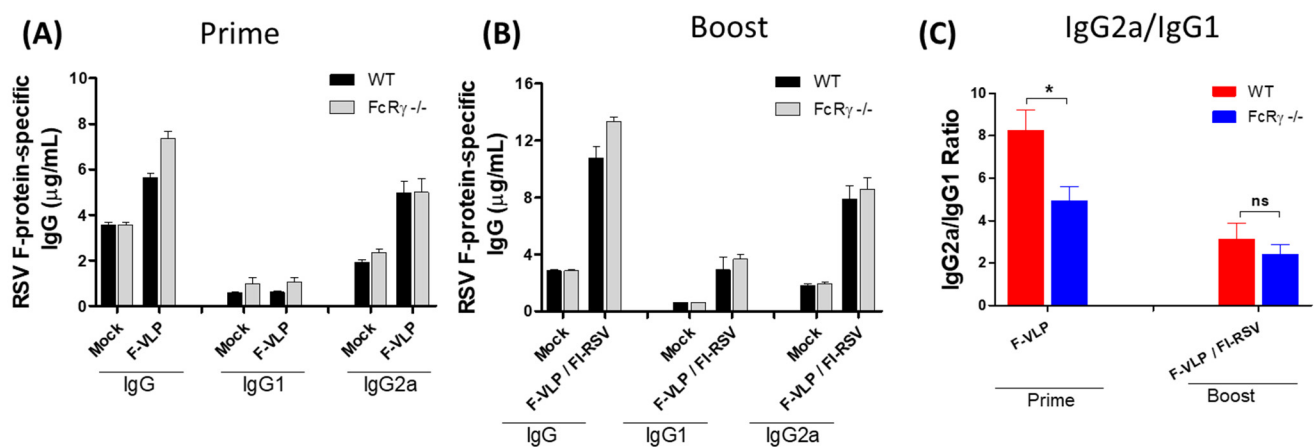 (A)
Prime
WT
FcRγ -/-
RSV F-protein-specific
IgG (μg/mL)
10
8
6
4
2
0
Mock
F-VLP
Mock
F-VLP
Mock
F-VLP
IgG
IgG1
IgG2a
(B)
Boost
WT
FcRγ -/-
RSV F-protein-specific
IgG (μg/mL)
16
12
8
4
0
Mock
F-VLP / FI-RSV
Mock
F-VLP / FI-RSV
Mock
F-VLP / FI-RSV
IgG
IgG1
IgG2a
(C)
IgG2a/IgG1
WT
FcRγ -/-
IgG2a/IgG1 Ratio
10
8
6
4
2
0
*
ns
F-VLP
F-VLP / FI-RSV
Prime
Boost